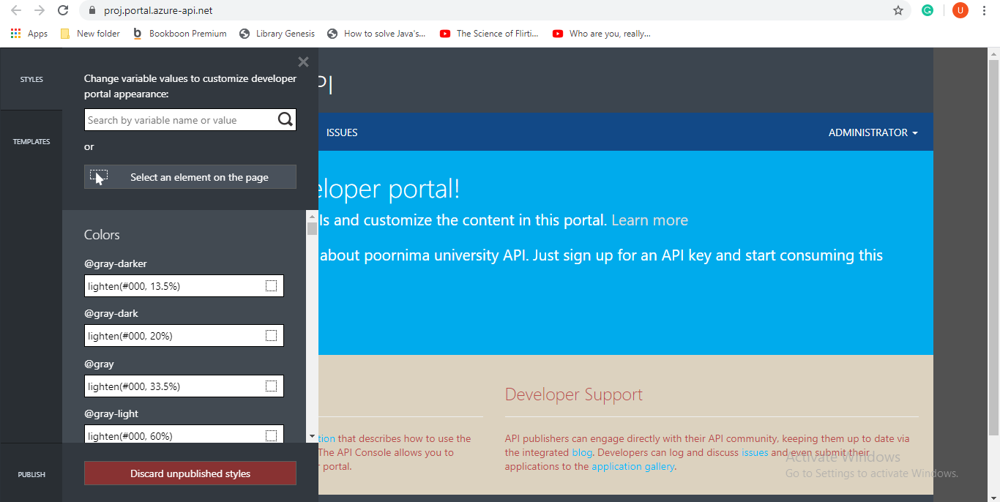 proj.portal.azure-api.net
U
Apps
New folder
Bookboon Premium
Library Genesis
How to solve Java's...
The Science of Flirti...
Who are you, really...
STYLES
TEMPLATES
PUBLISH
Change variable values to customize developer
portal appearance:
Search by variable name or value
or
Select an element on the page
Colors
@gray-darker
lighten(#000, 13.5%)
@gray-dark
lighten(#000, 20%)
@gray
lighten(#000, 33.5%)
@gray-light
lighten(#000, 60%)
Discard unpublished styles
PI
ISSUES
ADMINISTRATOR
eloper portal!
Is and customize the content in this portal. Learn more
about poornima university API. Just sign up for an API key and start consuming this
tion that describes how to use the
The API Console allows you to
portal.
Developer Support
API publishers can engage directly with their API community, keeping them up to date via
the integrated blog. Developers can log and discuss issues and even submit their
applications to the application gallery.
Activate Windows
Go to Settings to activate Windows.